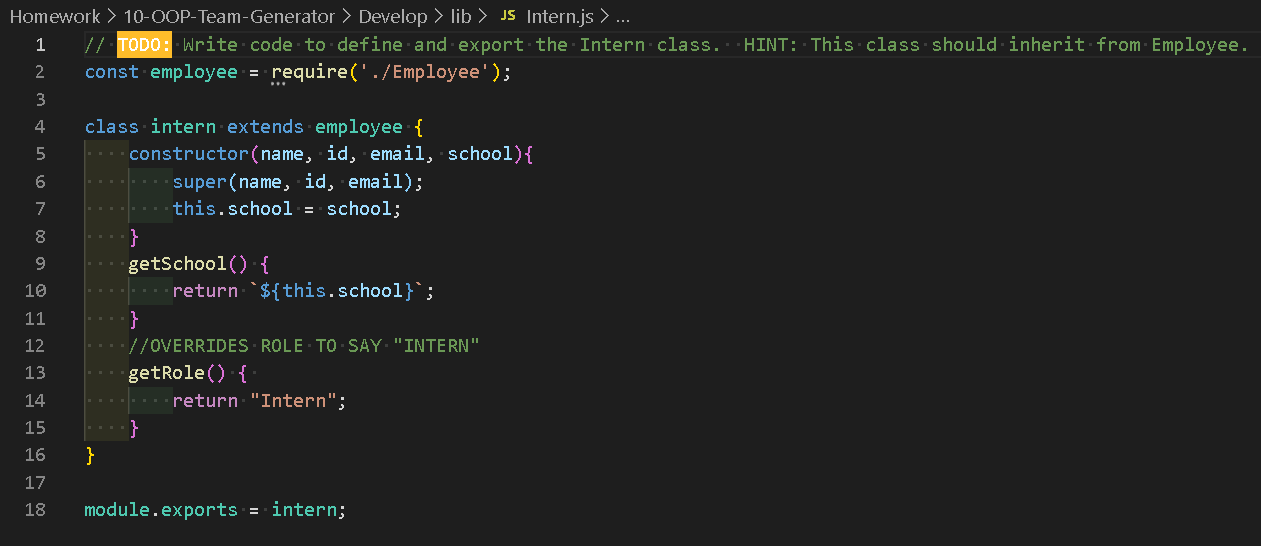 Homework > 10-OOP-Team-Generator > Develop > lib > JS Intern.js > ...
1 // TODO: Write code to define and export the Intern class.  HINT: This class should inherit from Employee.
2 const employee = require('./Employee');
3
4 class intern extends employee {
5     constructor(name, id, email, school){
6         super(name, id, email);
7         this.school = school;
8     }
9     getSchool() {
10         return `${this.school}`;
11     }
12     //OVERRIDES ROLE TO SAY "INTERN"
13     getRole() {
14         return "Intern";
15     }
16 }
17
18 module.exports = intern;